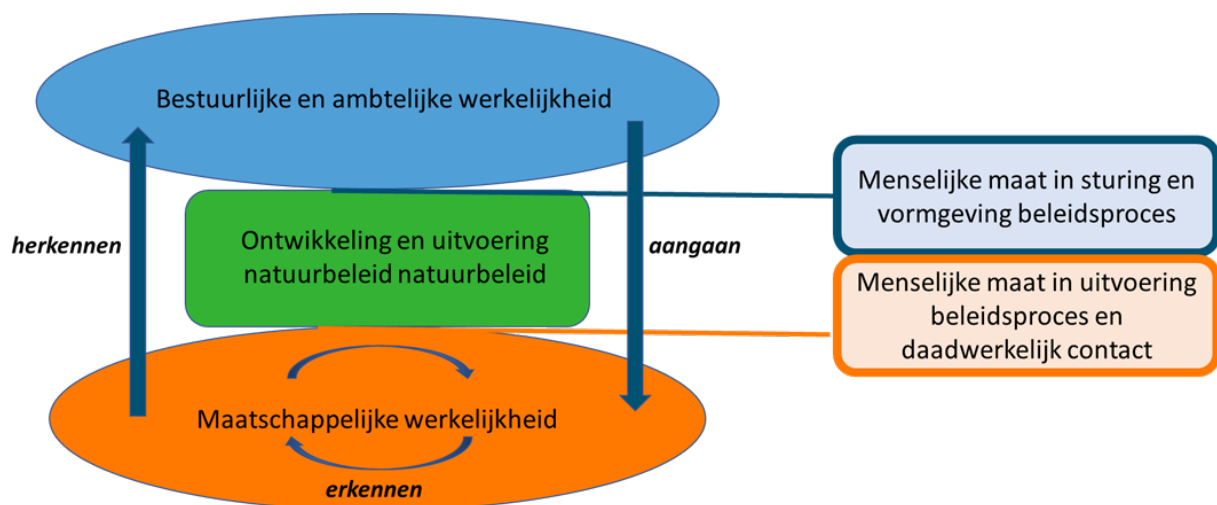 Bestuurlijke en ambtelijke werkelijkheid
Menselijke maat in sturing en
vormgeving beleidsproces
herkennen
Ontwikkeling en uitvoering
natuurbeleid natuurbeleid
aangaan
Menselijke maat in uitvoering
beleidsproces en
daadwerkelijk contact
Maatschappelijke werkelijkheid
erkennen